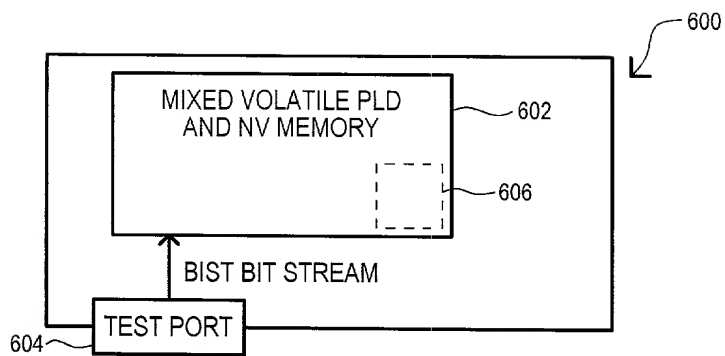 600
MIXED VOLATILE PLD
AND NV MEMORY
602
606
BIST BIT STREAM
TEST PORT
604